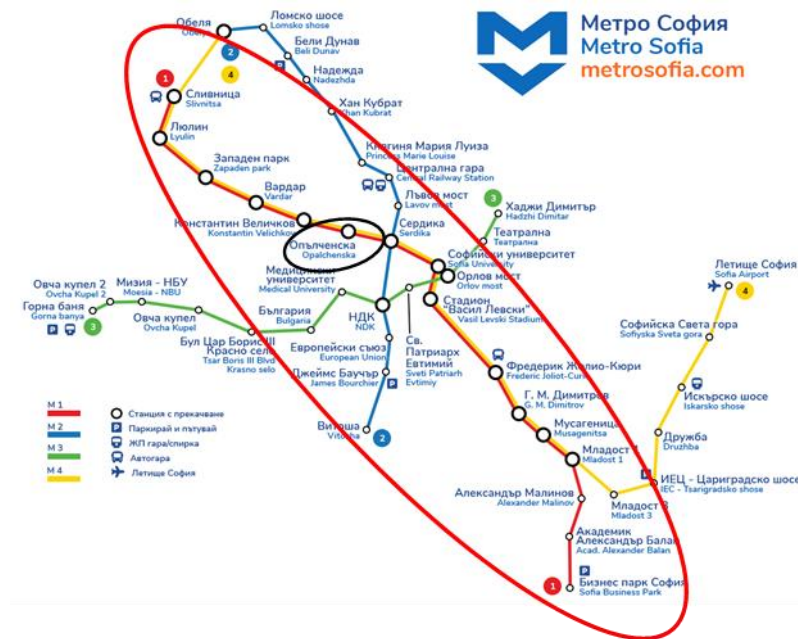 Метро София
Metro Sofia
metrosofia.com
Обеля
Ломско шосе
Lomsko shose
2
4
Бели Дунав
Beli Dunav
P
Надежда
Nadezhda
1
Сливница
Slivnitsa
Хан Кубрат
Khan Kubrat
Люлин
Lyulin
Княгиня Мария Луиза
Princess Marie Louise
Западен парк
Zapaden park
Централна гара
Central Railway Station
Вардар
Vardar
Лъвов мост
Lavov most
3
Хаджи Димитър
Hadzhi Dimitar
Константин Величков
Konstantin Velichkov
Сердика
Serdika
Театрална
Театрална
Опълченска
Opalchenska
Софийски университет
Sofia University
Орлов мост
Orlov most
Летище София
Sofia Airport
4
Медицински
университет
Medical University
Овча купел 2
Ovcha Kupel 2
Мизия - НБУ
Moesia - NBU
Горна баня
Gorna banya
P
3
Овча купел
Ovcha Kupel
България
Bulgaria
НДК
NDK
Стадион
"Васил Левски"
Vasil Levski Stadium
Бул Цар Борис III
Красно село
Tsar Boris III Blvd
Krasno selo
Европейски съюз
European Union
Св.
Патриарх
Евтимий
Sveti Patriarh
Evtimiy
Софийска Света гора
Sofiyska Sveta gora
Джеймс Баучър
James Bourchier
P
Фредерик Жолио-Кюри
Frederic Joliot-Curie
Г. М. Димитров
G. M. Dimitrov
Искърско шосе
Iskarsko shose
Витоша
Vitosha
2
Мусагеница
Musagenitsa
Дружба
Druzhba
Младост 1
Mladost 1
P
ИЕЦ - Цариградско шосе
IEC - Tsarigradsko shose
Младост 3
Mladost 3
Александър Малинов
Alexander Malinov
Академик
Александър Балан
Acad. Alexander Balan
P
1
Бизнес парк София
Sofia Business Park
М 1
Станция с прекачване
М 2
P
Паркирай и пътувай
ЖП гара/спирка
М 3
Автогара
М 4
Летище София